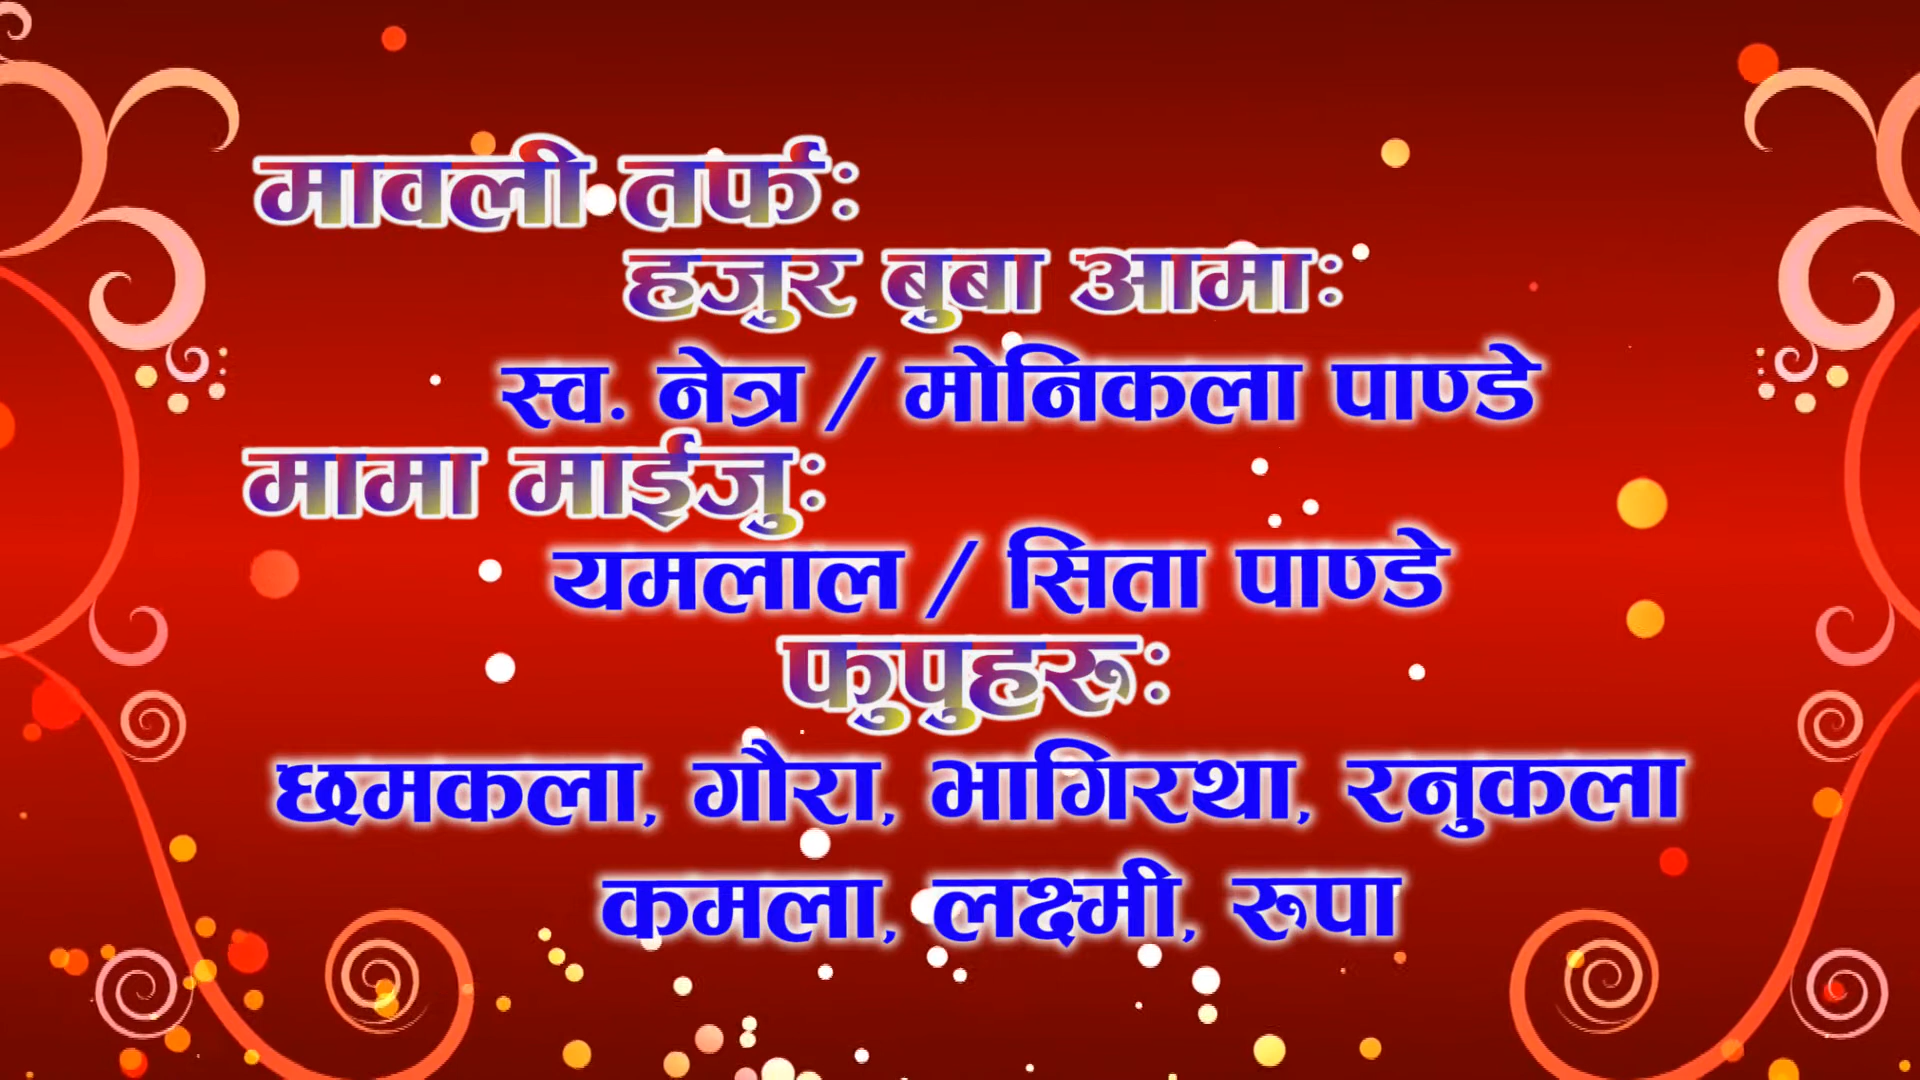 मावली तर्फः
हजुर बुबा आमाः
स्व. नेत्र / मोनिकला पाण्डे
मामा माईजुः
यमलाल / सिता पाण्डे
फुपुहरूः
छमकला, गौरा, भागिरथा, रनुकला
कमला, लक्ष्मी, रुपा